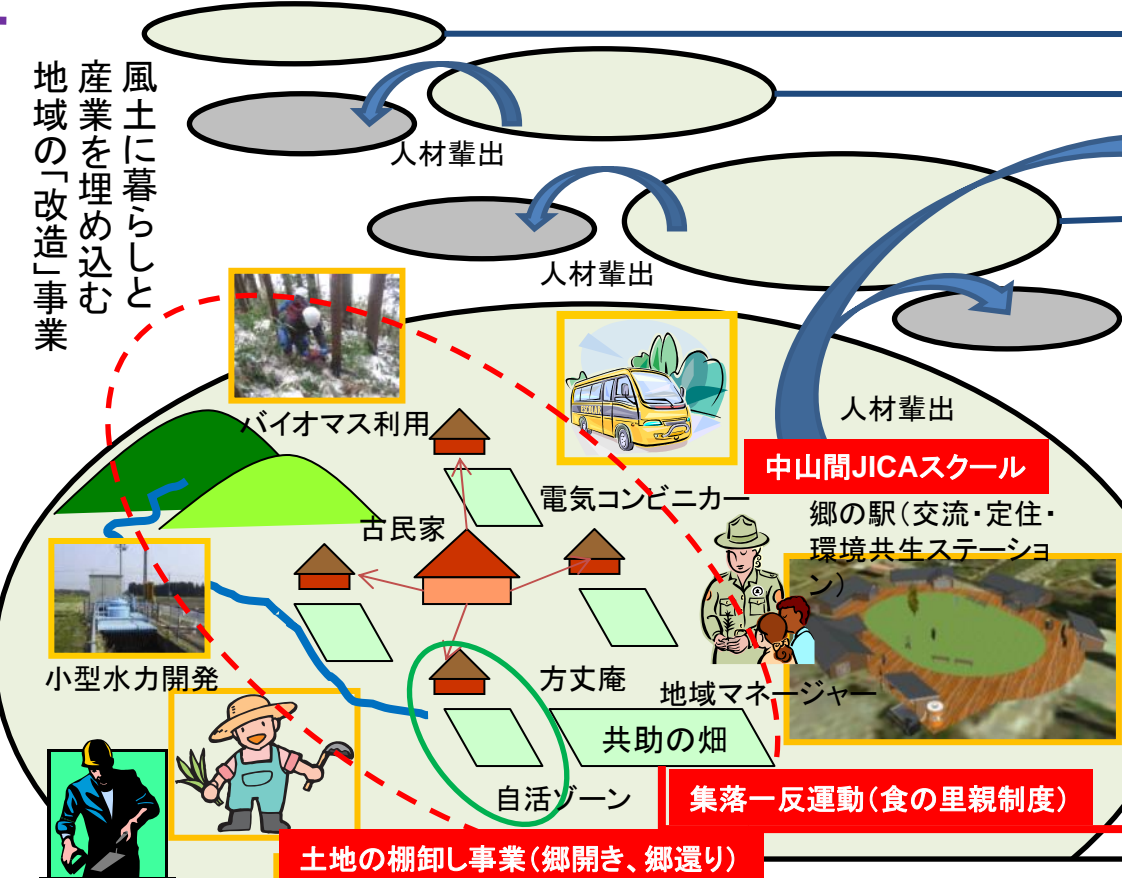 風土に暮らしと
産業を埋め込む
地域の「改造」事業
人材輩出
人材輩出
人材輩出
バイオマス利用
中山間JICAスクール
電気コンビニカー
郷の駅（交流・定住・
環境共生ステーショ
ン）
古民家
ESCOLAR
小型水力開発
方丈庵
地域マネージャー
共助の畑
自活ゾーン
集落一反運動（食の里親制度）
土地の棚卸し事業（郷開き、郷還り）